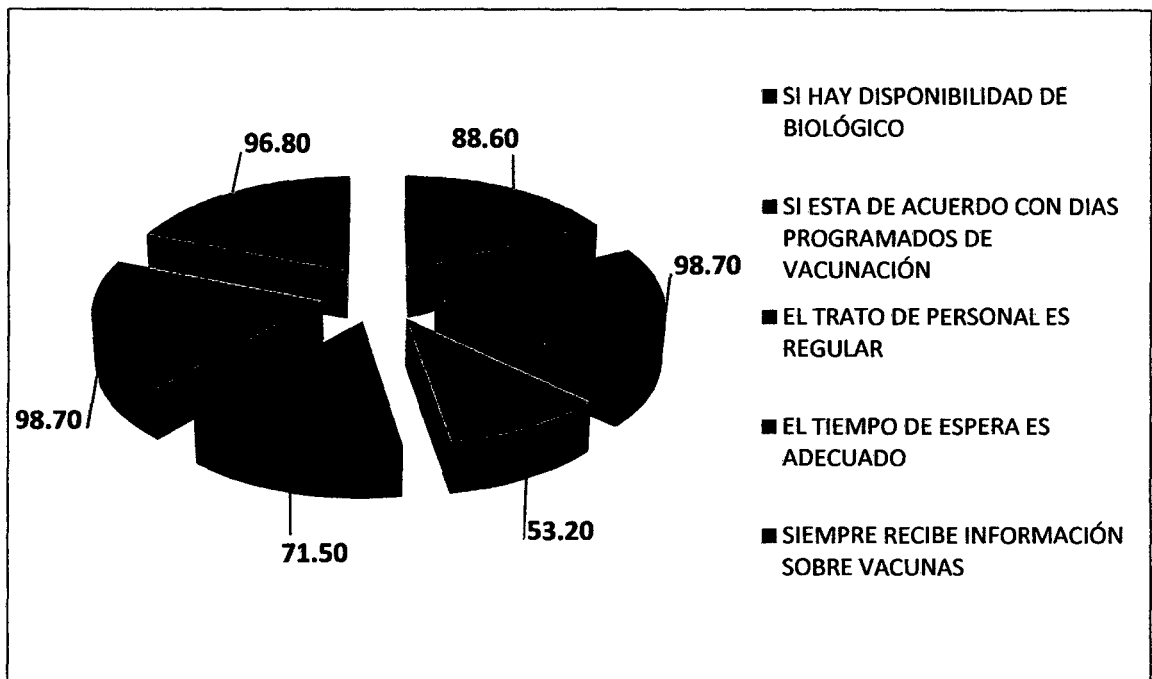 96.80
88.60
98.70
98.70
71.50
53.20
SI HAY DISPONIBILIDAD DE
BIOLÓGICO
SI ESTA DE ACUERDO CON DIAS
PROGRAMADOS DE
VACUNACIÓN
EL TRATO DE PERSONAL ES
REGULAR
EL TIEMPO DE ESPERA ES
ADECUADO
SIEMPRE RECIBE INFORMACIÓN
SOBRE VACUNAS